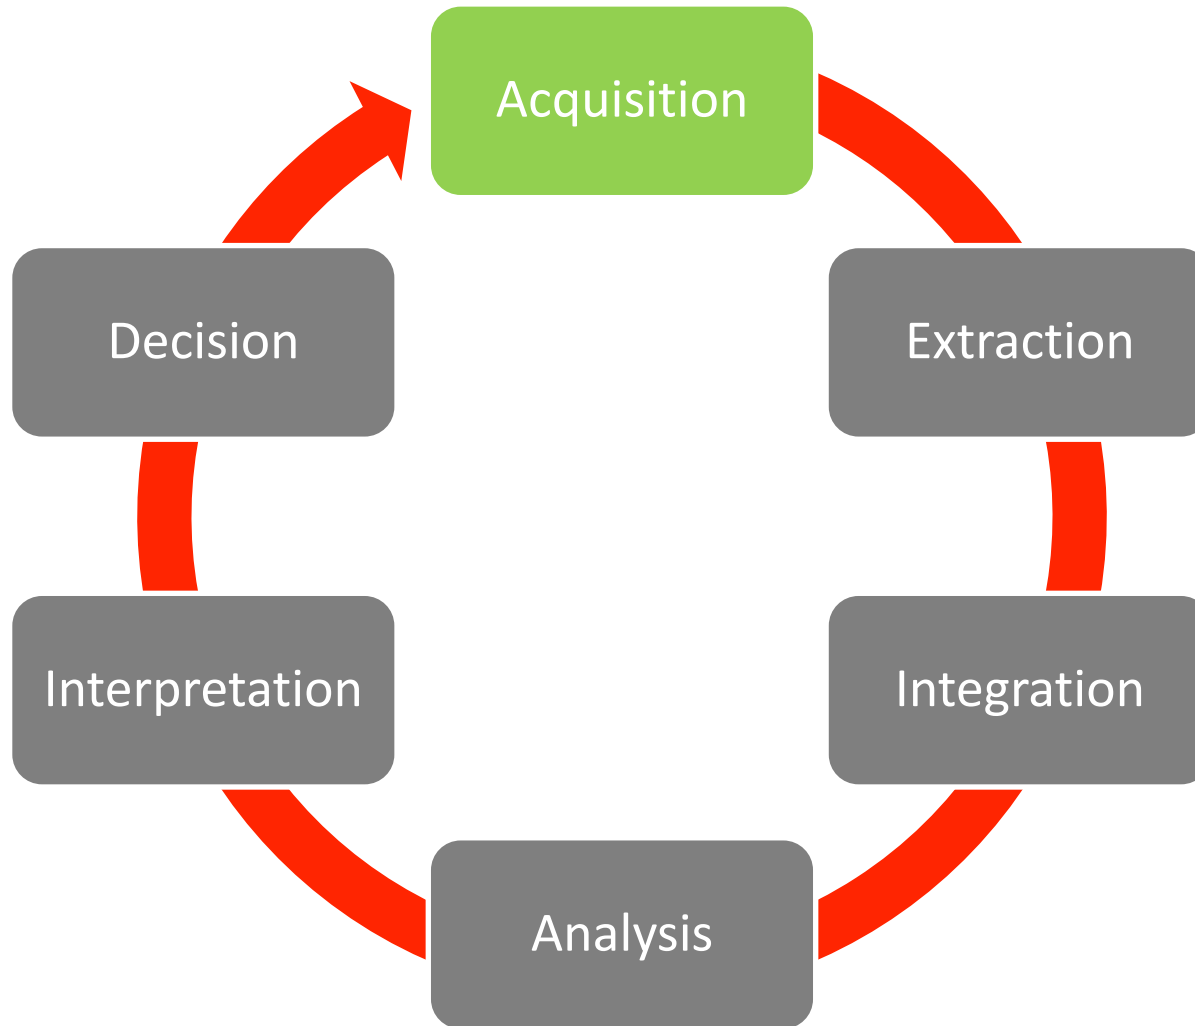 Acquisition
Extraction
Integration
Analysis
Interpretation
Decision